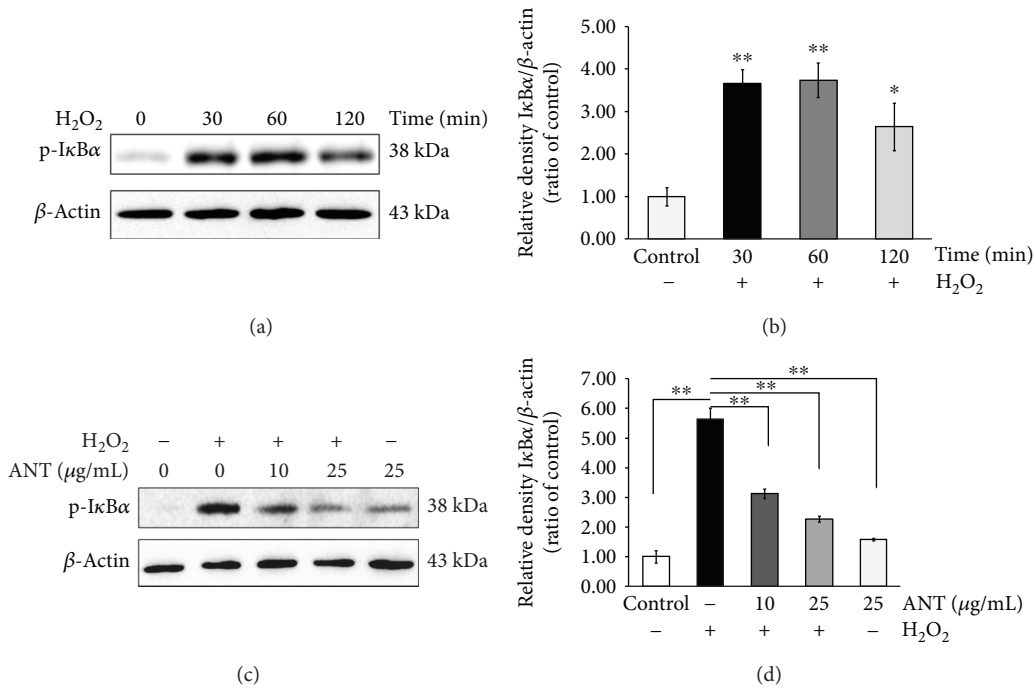 H₂O₂ 0 30 60 120 Time (min)
p-IκBα 38 kDa
β-Actin 43 kDa
(a)
Relative density IκBα/β-actin
(ratio of control)
5.00
4.00
3.00
2.00
1.00
0.00
** ** *
Control 30 60 120 Time (min)
− + + + H₂O₂
(b)
H₂O₂ − + + + −
ANT (μg/mL) 0 0 10 25 25
p-IκBα 38 kDa
β-Actin 43 kDa
(c)
Relative density IκBα/β-actin
(ratio of control)
7.00
6.00
5.00
4.00
3.00
2.00
1.00
0.00
**
**
** **
Control − 10 25 25 ANT (μg/mL)
− + + + − H₂O₂
(d)